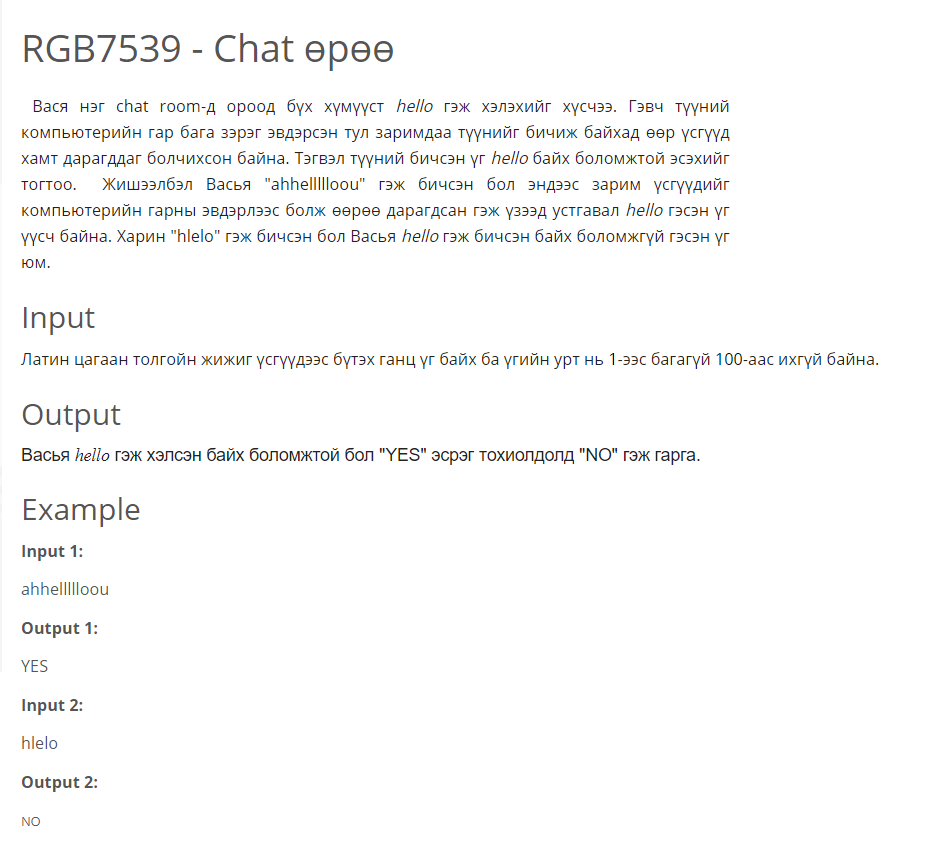 RGB7539 - Chat өрөө
Вася нэг chat room-д ороод бүх хүмүүст hello гэж хэлэхийг хүсчээ. Гэвч түүний
компьютерийн гар бага зэрэг эвдэрсэн тул заримдаа түүнийг бичиж байхад өөр үсгүүд
хамт дарагддаг болчихсон байна. Тэгвэл түүний бичсэн үг hello байх боломжтой эсэхийг
тогтоо. Жишээлбэл Васья "ahhellllloou" гэж бичсэн бол эндээс зарим үсгүүдийг
компьютерийн гарны эвдэрлээс болж өөрөө дарагдсан гэж үзээд устгавал hello гэсэн үг
үүсч байна. Харин "hlelo" гэж бичсэн бол Васья hello гэж бичсэн байх боломжгүй гэсэн үг
юм.
Input
Латин цагаан толгойн жижиг үсгүүдээс бүтэх ганц үг байх ба үгийн урт нь 1-ээс багагүй 100-аас ихгүй байна.
Output
Васья hello гэж хэлсэн байх боломжтой бол "YES" эсрэг тохиолдолд "NO" гэж гарга.
Example
Input 1:
ahhellllloou
Output 1:
YES
Input 2:
hlelo
Output 2:
NO